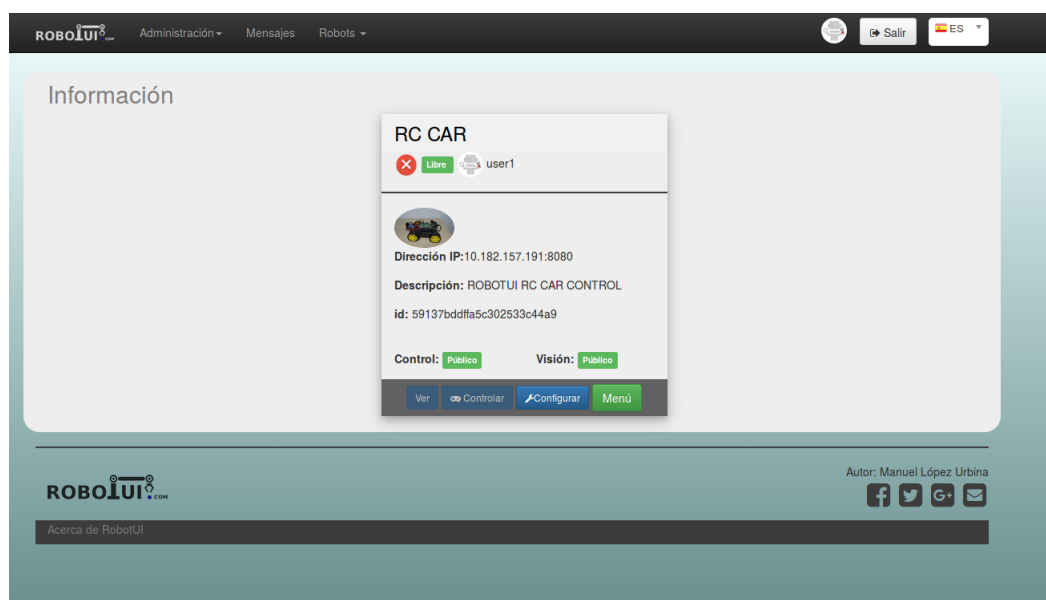 ROBOTUI
Administración
Mensajes
Robots
Salir
ES
Información
RC CAR
Libre
user1
Dirección IP:10.182.157.191:8080
Descripción: ROBOTUI RC CAR CONTROL
id: 59137bddffa5c302533c44a9
Control: Público
Visión: Público
Ver
Controlar
Configurar
Menú
Autor: Manuel López Urbina
ROBOTUI.COM
Acerca de RobotUI